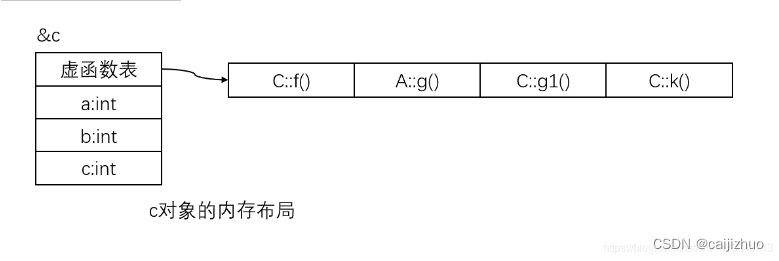 &c
虚函数表
C::f()
A::g()
C::g1()
C::k()
a:int
b:int
c:int
c对象的内存布局
CSDN @caijizhuo